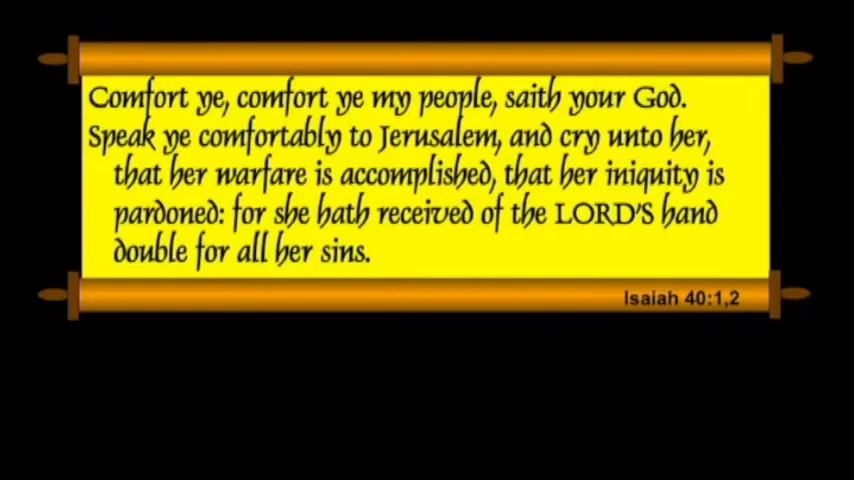 Comfort ye, comfort ye my people, saith your God.
Speak ye comfortably to Jerusalem, and cry unto her,
that her warfare is accomplished, that her iniquity is
pardoned: for she hath received of the LORD'S hand
double for all her sins.
Isaiah 40:1,2